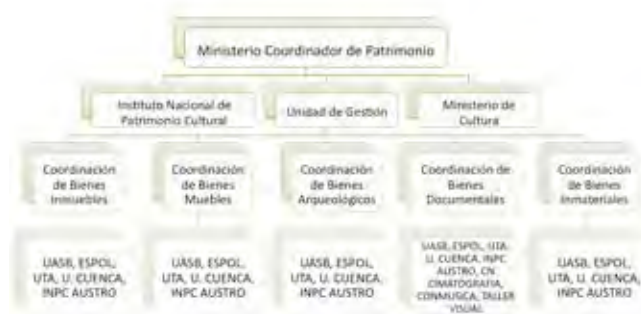 Ministerio Coordinador de Patrimonio
Instituto Nacional de
Patrimonio Cultural
Unidad de Gestión
Ministerio de
Cultura
Coordinación
de Bienes
Inmuebles
Coordinación
de Bienes
Muebles
Coordinación
de Bienes
Arqueológicos
Coordinación de
Bienes
Documentales
Coordinación
de Bienes
Inmateriales
UASB, ESPOL,
UTA, U. CUENCA,
INPC AUSTRO
UASB, ESPOL,
UTA, U. CUENCA,
INPC AUSTRO
UASB, ESPOL,
UTA, U. CUENCA,
INPC AUSTRO
UASB, ESPOL, UTA,
U. CUENCA, INPC
AUSTRO, CN
CIMATOGRAFIA,
CONMUSICA, TALLER
VISUAL
UASB, ESPOL,
UTA, U. CUENCA,
INPC AUSTRO